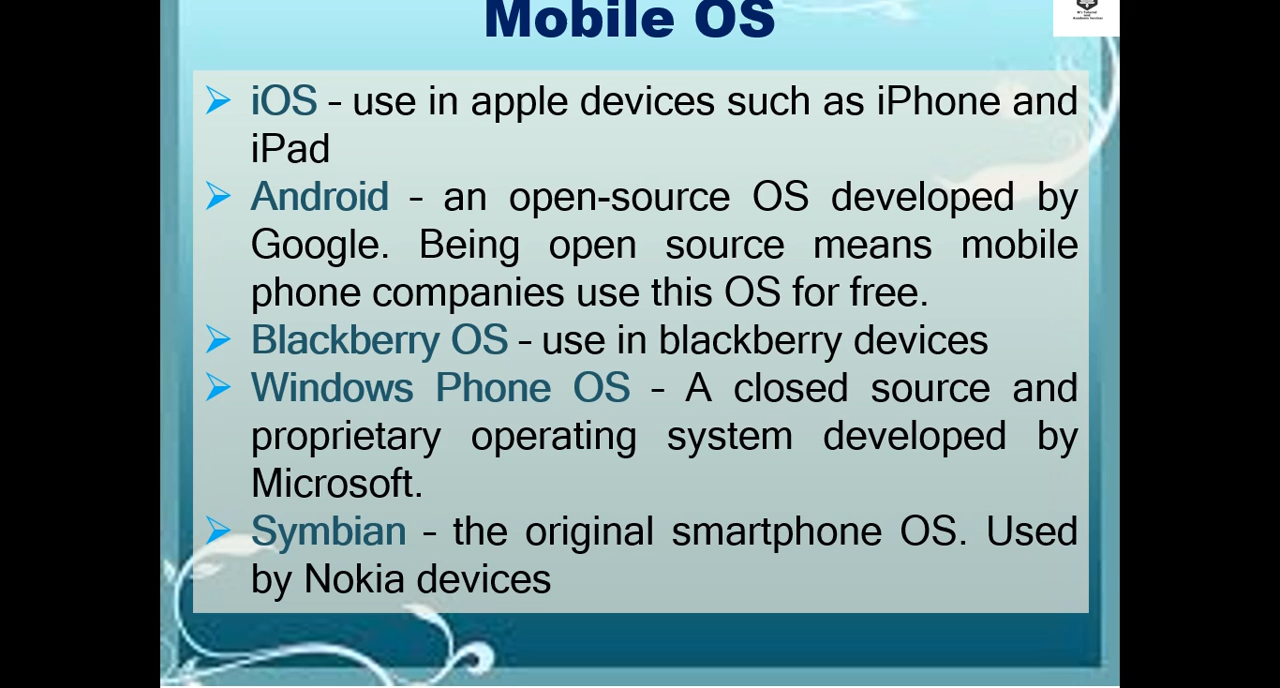 Mobile OS
iOS – use in apple devices such as iPhone and
iPad
Android – an open-source OS developed by
Google. Being open source means mobile
phone companies use this OS for free.
Blackberry OS – use in blackberry devices
Windows Phone OS – A closed source and
proprietary operating system developed by
Microsoft.
Symbian – the original smartphone OS. Used
by Nokia devices